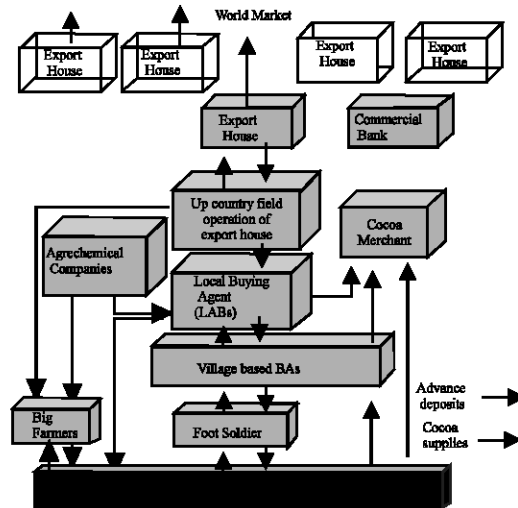 World Market
Export
House
Export
House
Export
House
Export
House
Export
House
Commercial
Bank
Up country field
operation of
export house
Agrechemical
Companies
Cocoa
Merchant
Local Buying
Agent
(LABs)
Village based BAs
Advance
deposits
Big
Farmers
Foot Soldier
Cocoa
supplies